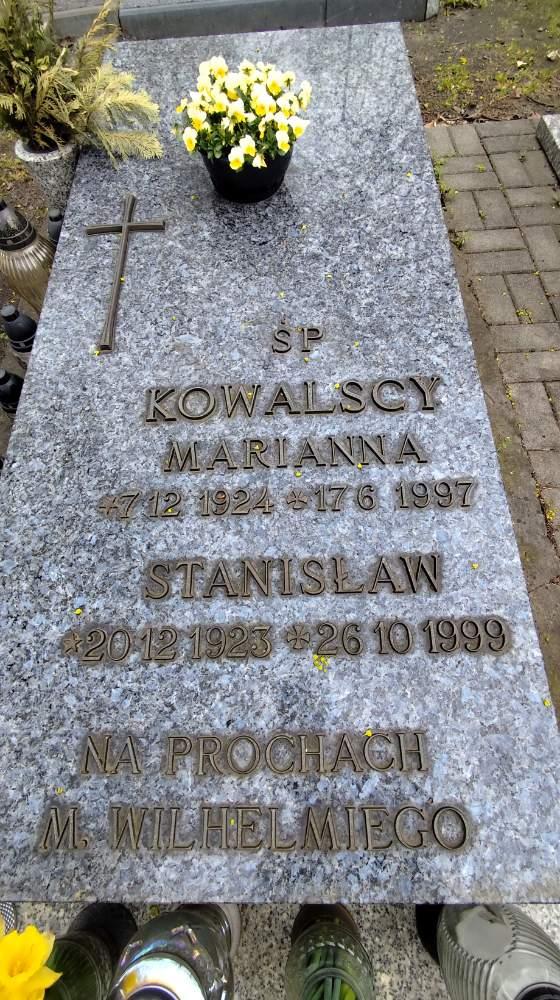 ŚP
KOWALSCY
MARIANNA
*7 12 1924 ✠17 6 1997
STANISŁAW
*20 12 1923 ✠26 10 1999
NA PROCHACH
M. WILHELMIEGO